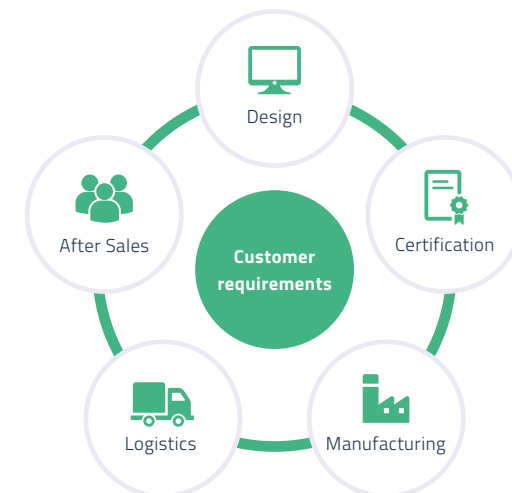 Design
After Sales
Certification
Customer
requirements
Logistics
Manufacturing